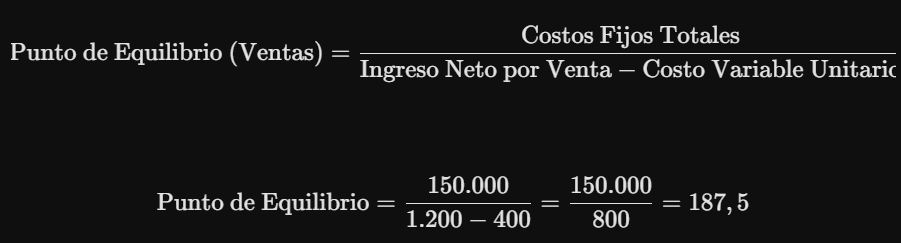 Punto de Equilibrio (Ventas) = Costos Fijos Totales / Ingreso Neto por Venta − Costo Variable Unitario
Punto de Equilibrio = 150.000 / 1.200 − 400 = 150.000 / 800 = 187,5